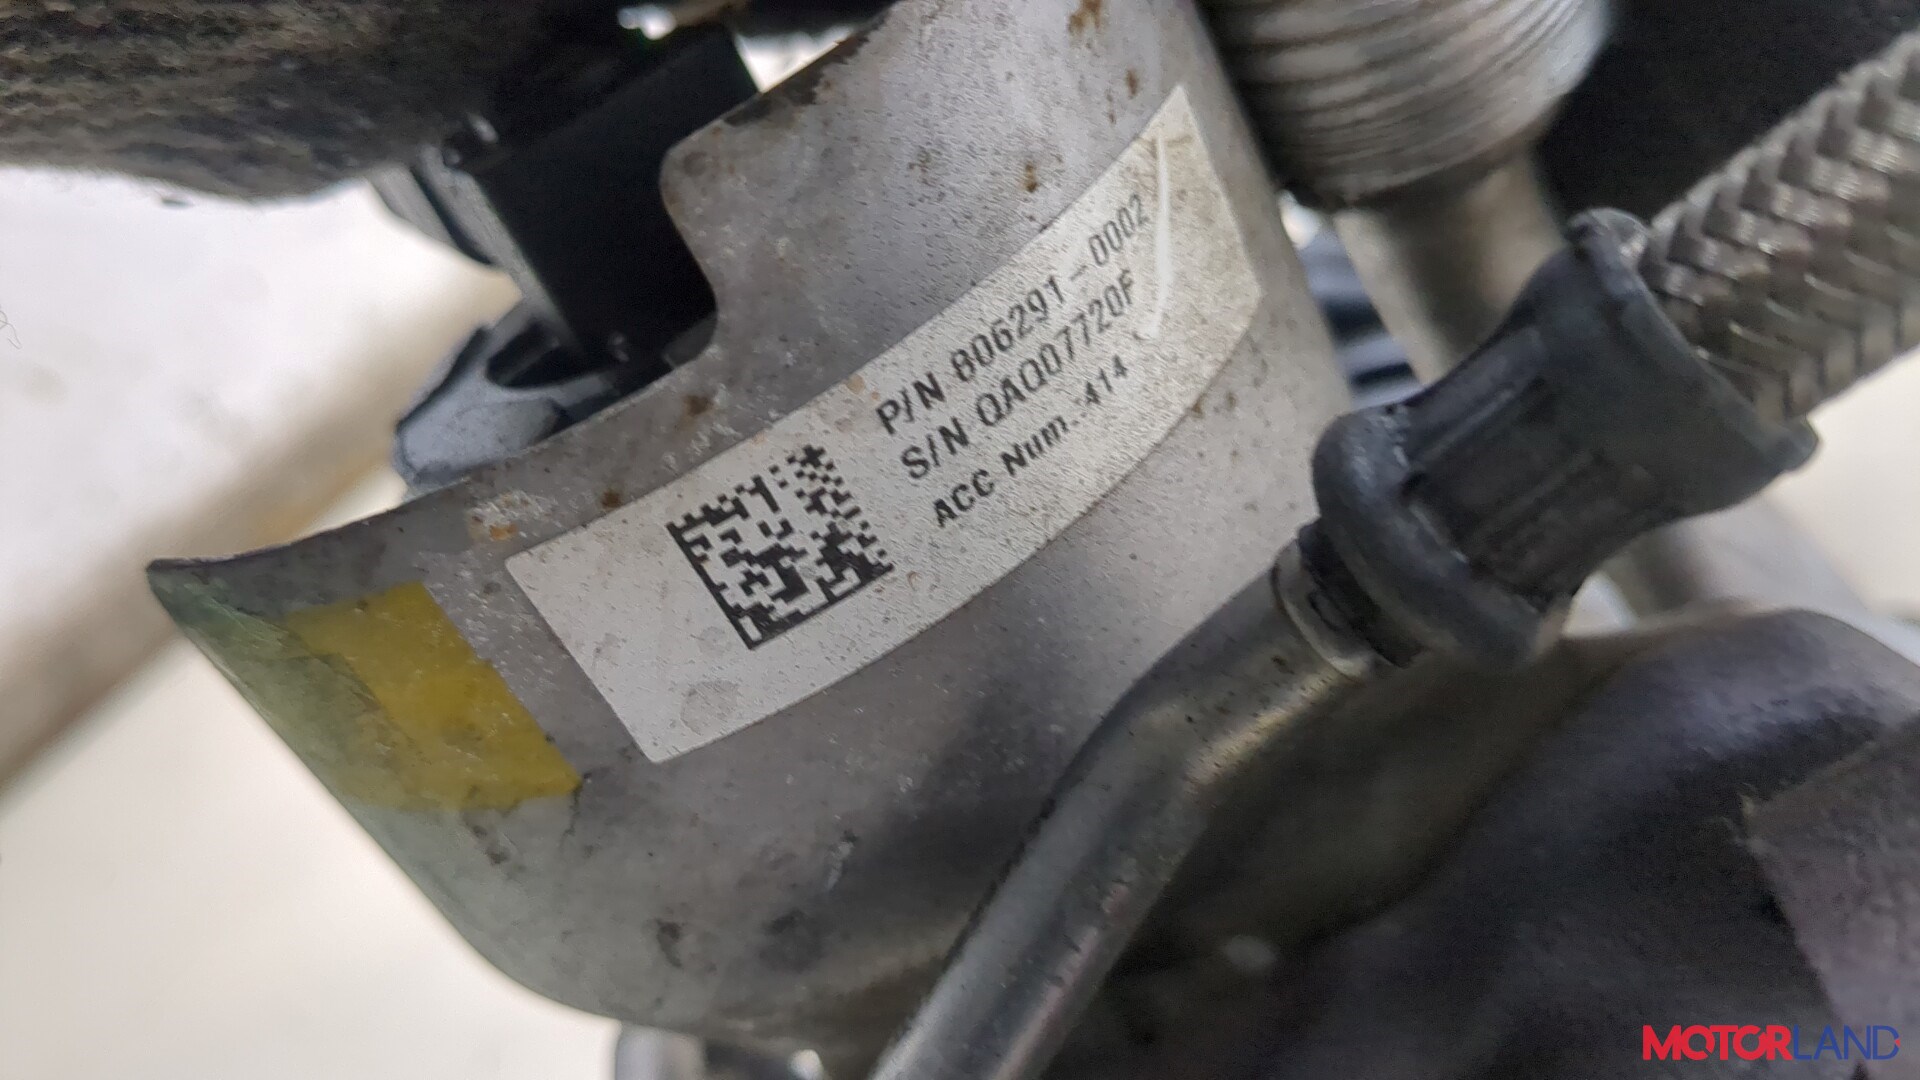 P/N 806291-0002
S/N QAQ07720F
ACC Num.:414
MOTORLAND